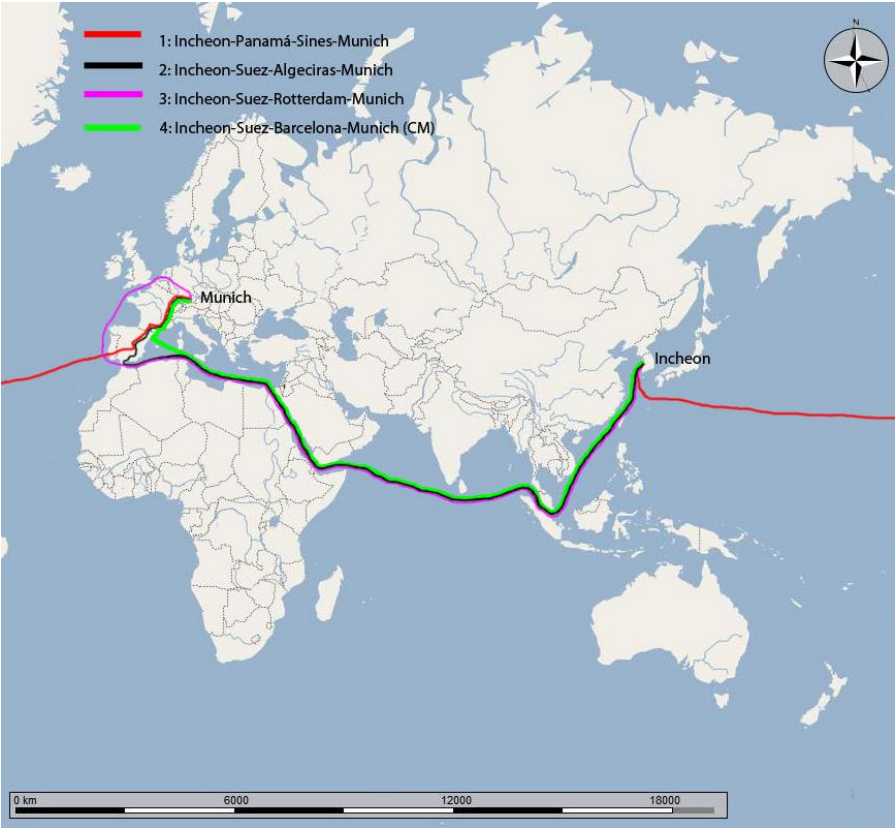 1: Incheon-Panamá-Sines-Munich
2: Incheon-Suez-Algeciras-Munich
3: Incheon-Suez-Rotterdam-Munich
4: Incheon-Suez-Barcelona-Munich (CM)
N
Munich
Incheon
0 km 6000 12000 18000